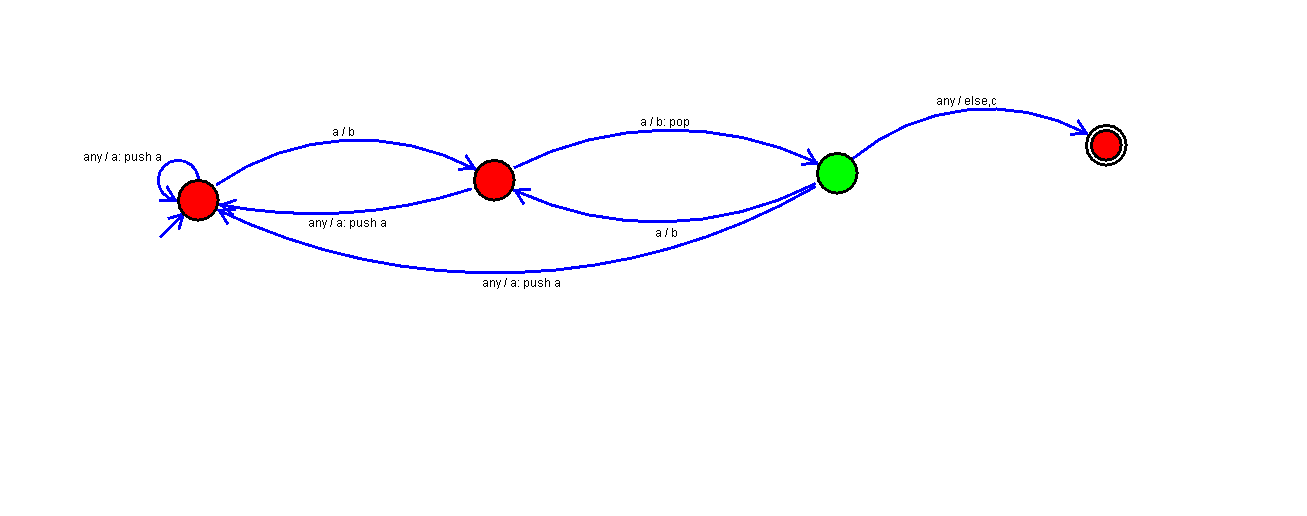 any / else,c
a / b: pop
a / b
any / a: push a
any / a: push a
a / b
any / a: push a